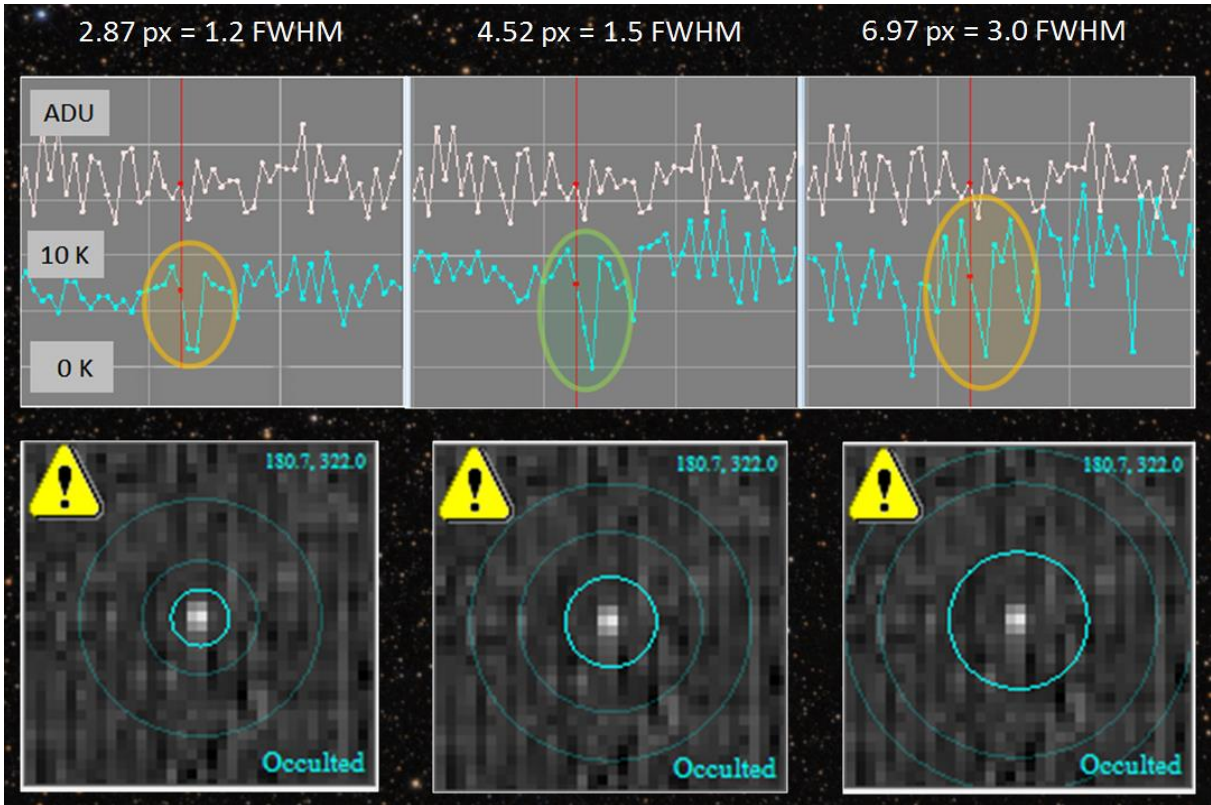 2.87 px = 1.2 FWHM
4.52 px = 1.5 FWHM
6.97 px = 3.0 FWHM
ADU
10 K
0 K
180.7, 322.0
180.7, 322.0
180.7, 322.0
!
!
!
Occulted
Occulted
Occulted